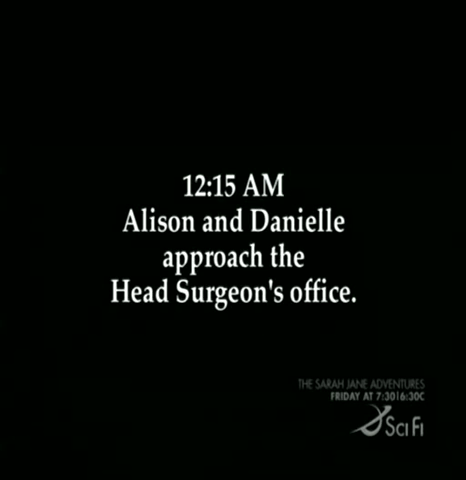 12:15 AM
Alison and Danielle
approach the
Head Surgeon's office.
THE SARAH JANE ADVENTURES
FRIDAY AT 7:30|6:30C
SCI FI